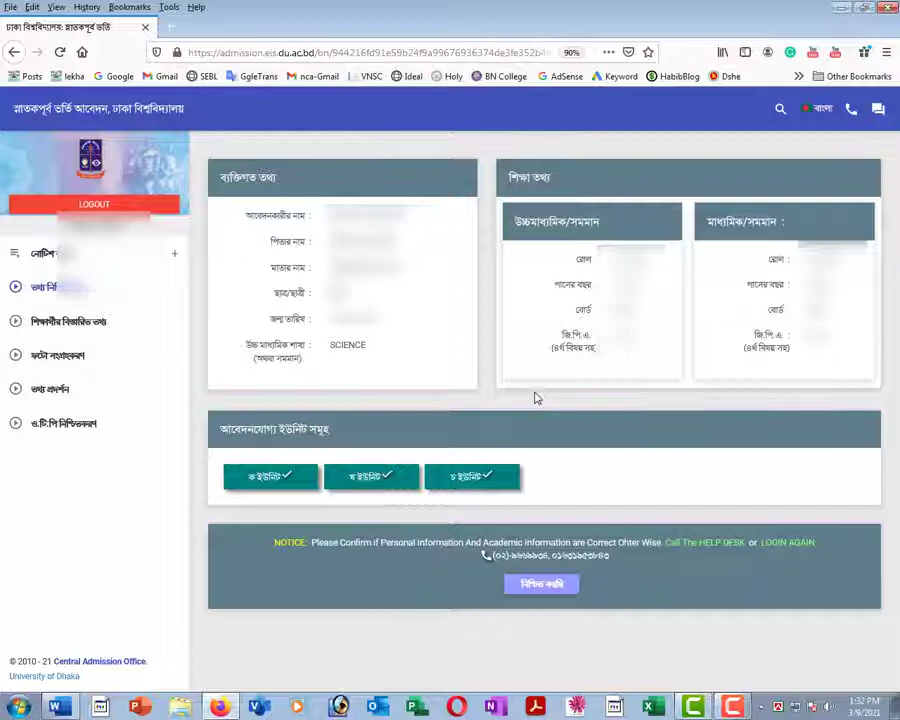 File Edit View History Bookmarks Tools Help
ঢাকা বিশ্ববিদ্যালয়: স্নাতকপূর্ব ভর্তি
https://admission.eis.du.ac.bd/bn/944216fd91e59b24f9a99676936374de3fe352b4 90%
Posts lekha Google Gmail SEBL GgleTrans nca-Gmail VNSC Ideal Holy BN College AdSense Keyword HabibBlog Dshe Other Bookmarks
স্নাতকপূর্ব ভর্তি আবেদন, ঢাকা বিশ্ববিদ্যালয় বাংলা
LOGOUT
নোটিশ
তথ্য নি
শিক্ষার্থীর বিস্তারিত তথ্য
ফটো সংগ্রহকরণ
তথ্য প্রদর্শন
ও.টি.পি নিশ্চিতকরণ
ব্যক্তিগত তথ্য
আবেদনকারীর নাম :
পিতার নাম :
মাতার নাম :
ছাত্র/ছাত্রী :
জন্ম তারিখ :
উচ্চ মাধ্যমিক শাখা : SCIENCE
(অথবা সমমান)
শিক্ষা তথ্য
উচ্চমাধ্যমিক/সমমান
রোল
পাসের বছর
বোর্ড
জি.পি.এ.
(৪র্থ বিষয় সহ)
মাধ্যমিক/সমমান :
রোল :
পাসের বছর :
বোর্ড :
জি.পি.এ. :
(৪র্থ বিষয় সহ)
আবেদনযোগ্য ইউনিট সমূহ
ক ইউনিট খ ইউনিট চ ইউনিট
NOTICE: Please Confirm if Personal Information And Academic Information are Correct Ohter Wise Call The HELP DESK or LOGIN AGAIN
(০২)-৯৬৬৯৯৩৪, ০১৬৩১৯৫৩৮৪৩
নিশ্চিত করছি
© 2010 - 21 Central Admission Office.
University of Dhaka
1:32 PM
3/9/2021